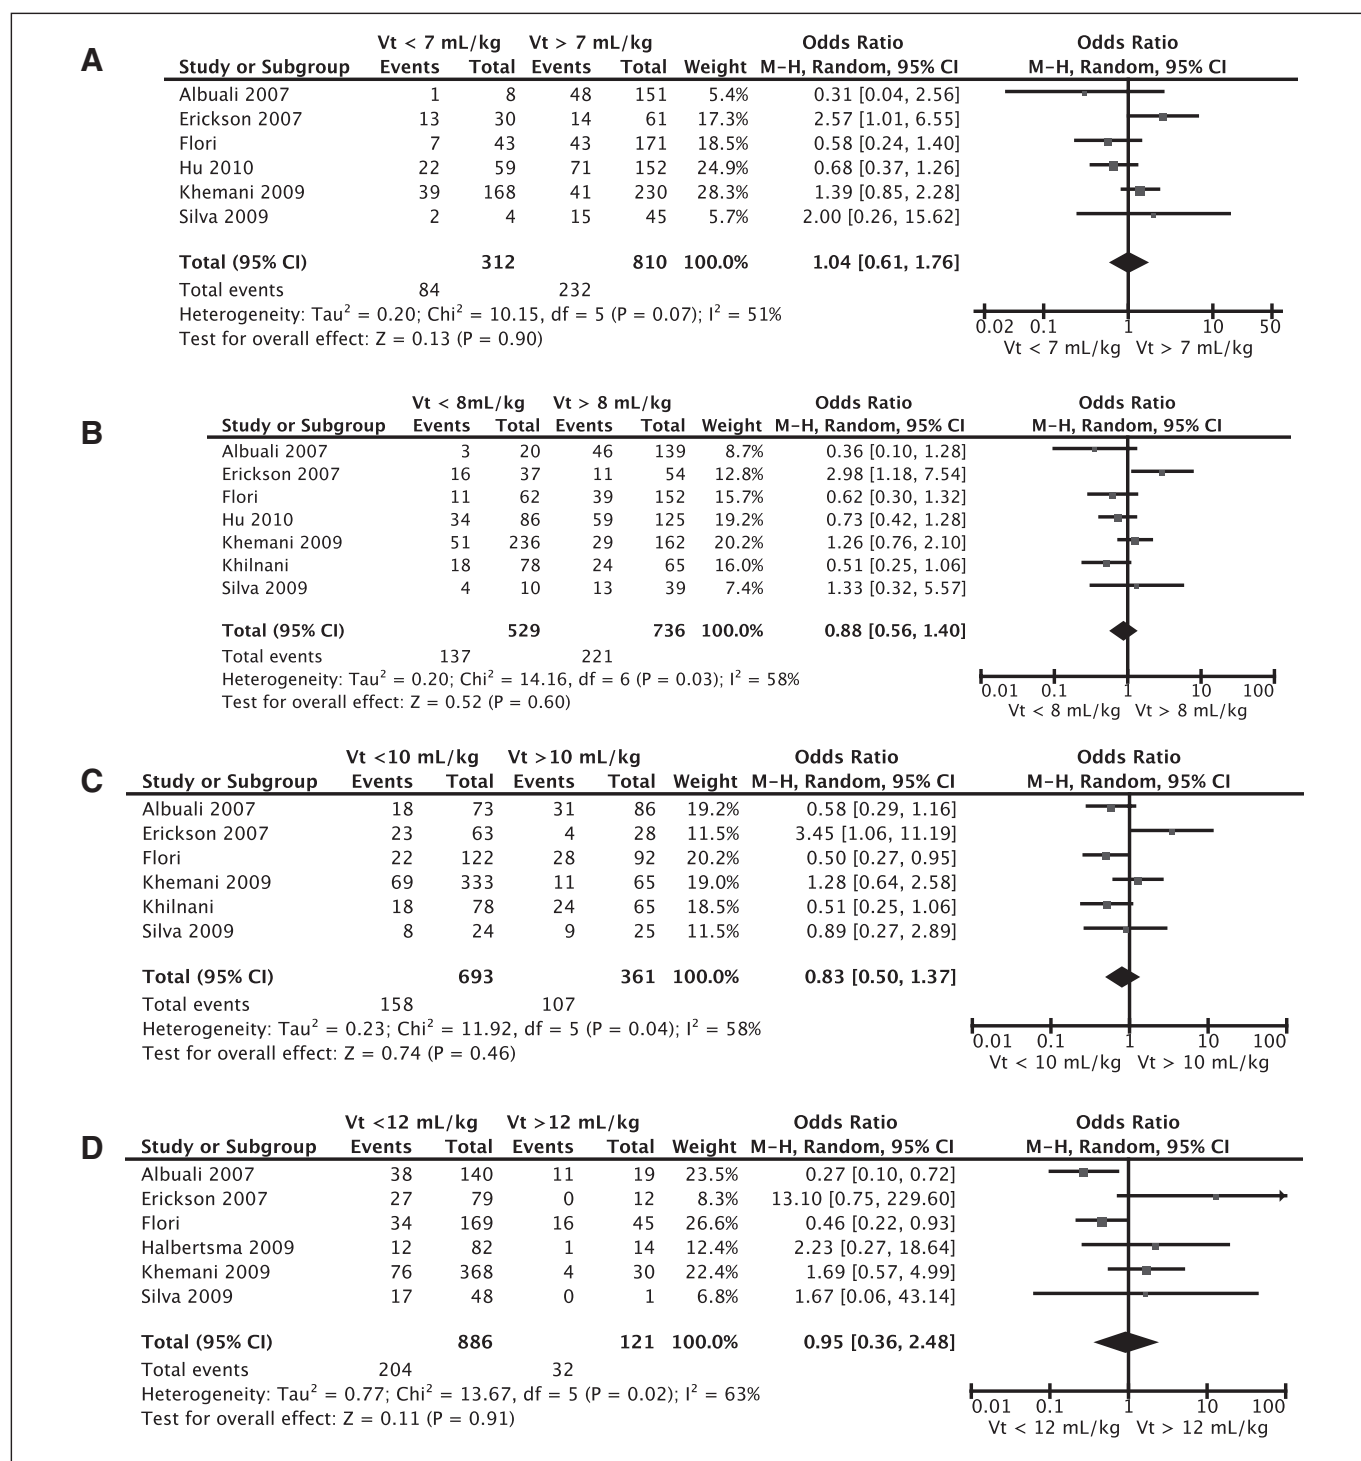 A
Vt < 7 mL/kg Vt > 7 mL/kg Odds Ratio Odds Ratio
Study or Subgroup Events Total Events Total Weight M-H, Random, 95% CI M-H, Random, 95% CI
Albuali 2007 1 8 48 151 5.4% 0.31 [0.04, 2.56]
Erickson 2007 13 30 14 61 17.3% 2.57 [1.01, 6.55]
Flori 7 43 43 171 18.5% 0.58 [0.24, 1.40]
Hu 2010 22 59 71 152 24.9% 0.68 [0.37, 1.26]
Khemani 2009 39 168 41 230 28.3% 1.39 [0.85, 2.28]
Silva 2009 2 4 15 45 5.7% 2.00 [0.26, 15.62]
Total (95% CI) 312 810 100.0% 1.04 [0.61, 1.76]
Total events 84 232
Heterogeneity: Tau² = 0.20; Chi² = 10.15, df = 5 (P = 0.07); I² = 51%
Test for overall effect: Z = 0.13 (P = 0.90)
0.02 0.1 1 10 50
Vt < 7 mL/kg Vt > 7 mL/kg
B
Vt < 8mL/kg Vt > 8 mL/kg Odds Ratio Odds Ratio
Study or Subgroup Events Total Events Total Weight M-H, Random, 95% CI M-H, Random, 95% CI
Albuali 2007 3 20 46 139 8.7% 0.36 [0.10, 1.28]
Erickson 2007 16 37 11 54 12.8% 2.98 [1.18, 7.54]
Flori 11 62 39 152 15.7% 0.62 [0.30, 1.32]
Hu 2010 34 86 59 125 19.2% 0.73 [0.42, 1.28]
Khemani 2009 51 236 29 162 20.2% 1.26 [0.76, 2.10]
Khilnani 18 78 24 65 16.0% 0.51 [0.25, 1.06]
Silva 2009 4 10 13 39 7.4% 1.33 [0.32, 5.57]
Total (95% CI) 529 736 100.0% 0.88 [0.56, 1.40]
Total events 137 221
Heterogeneity: Tau² = 0.20; Chi² = 14.16, df = 6 (P = 0.03); I² = 58%
Test for overall effect: Z = 0.52 (P = 0.60)
0.01 0.1 1 10 100
Vt < 8 mL/kg Vt > 8 mL/kg
C
Vt <10 mL/kg Vt >10 mL/kg Odds Ratio Odds Ratio
Study or Subgroup Events Total Events Total Weight M-H, Random, 95% CI M-H, Random, 95% CI
Albuali 2007 18 73 31 86 19.2% 0.58 [0.29, 1.16]
Erickson 2007 23 63 4 28 11.5% 3.45 [1.06, 11.19]
Flori 22 122 28 92 20.2% 0.50 [0.27, 0.95]
Khemani 2009 69 333 11 65 19.0% 1.28 [0.64, 2.58]
Khilnani 18 78 24 65 18.5% 0.51 [0.25, 1.06]
Silva 2009 8 24 9 25 11.5% 0.89 [0.27, 2.89]
Total (95% CI) 693 361 100.0% 0.83 [0.50, 1.37]
Total events 158 107
Heterogeneity: Tau² = 0.23; Chi² = 11.92, df = 5 (P = 0.04); I² = 58%
Test for overall effect: Z = 0.74 (P = 0.46)
0.01 0.1 1 10 100
Vt < 10 mL/kg Vt > 10 mL/kg
D
Vt <12 mL/kg Vt >12 mL/kg Odds Ratio Odds Ratio
Study or Subgroup Events Total Events Total Weight M-H, Random, 95% CI M-H, Random, 95% CI
Albuali 2007 38 140 11 19 23.5% 0.27 [0.10, 0.72]
Erickson 2007 27 79 0 12 8.3% 13.10 [0.75, 229.60]
Flori 34 169 16 45 26.6% 0.46 [0.22, 0.93]
Halbertsma 2009 12 82 1 14 12.4% 2.23 [0.27, 18.64]
Khemani 2009 76 368 4 30 22.4% 1.69 [0.57, 4.99]
Silva 2009 17 48 0 1 6.8% 1.67 [0.06, 43.14]
Total (95% CI) 886 121 100.0% 0.95 [0.36, 2.48]
Total events 204 32
Heterogeneity: Tau² = 0.77; Chi² = 13.67, df = 5 (P = 0.02); I² = 63%
Test for overall effect: Z = 0.11 (P = 0.91)
0.01 0.1 1 10 100
Vt < 12 mL/kg Vt > 12 mL/kg